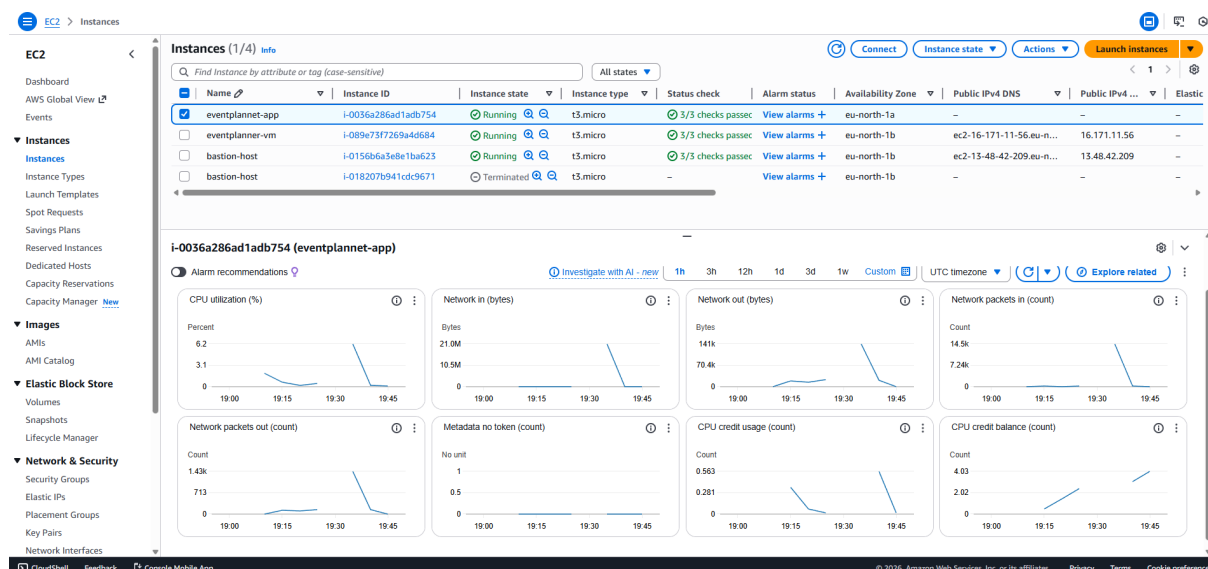 EC2 > Instances
EC2
Dashboard
AWS Global View
Events
Instances
Instances
Instance Types
Launch Templates
Spot Requests
Savings Plans
Reserved Instances
Dedicated Hosts
Capacity Reservations
Capacity Manager New
Images
AMIs
AMI Catalog
Elastic Block Store
Volumes
Snapshots
Lifecycle Manager
Network & Security
Security Groups
Elastic IPs
Placement Groups
Key Pairs
Network Interfaces
Instances (1/4) Info
Connect Instance state Actions Launch instances
Find Instance by attribute or tag (case-sensitive) All states 1
Name Instance ID Instance state Instance type Status check Alarm status Availability Zone Public IPv4 DNS Public IPv4 ... Elastic
eventplannet-app i-0036a286ad1adb754 Running t3.micro 3/3 checks passec View alarms + eu-north-1a – – –
eventplanner-vm i-089e73f7269a4d684 Running t3.micro 3/3 checks passec View alarms + eu-north-1b ec2-16-171-11-56.eu-n... 16.171.11.56 –
bastion-host i-0156b6a3e8e1ba623 Running t3.micro 3/3 checks passec View alarms + eu-north-1b ec2-13-48-42-209.eu-n... 13.48.42.209 –
bastion-host i-018207b941cdc9671 Terminated t3.micro – View alarms + eu-north-1b – – –
i-0036a286ad1adb754 (eventplannet-app)
Alarm recommendations Investigate with AI - new 1h 3h 12h 1d 3d 1w Custom UTC timezone Explore related
CPU utilization (%)
Percent
6.2
3.1
0
19:00 19:15 19:30 19:45
Network in (bytes)
Bytes
21.0M
10.5M
0
19:00 19:15 19:30 19:45
Network out (bytes)
Bytes
141k
70.4k
0
19:00 19:15 19:30 19:45
Network packets in (count)
Count
14.5k
7.24k
0
19:00 19:15 19:30 19:45
Network packets out (count)
Count
1.43k
713
0
19:00 19:15 19:30 19:45
Metadata no token (count)
No unit
1
0.5
0
19:00 19:15 19:30 19:45
CPU credit usage (count)
Count
0.563
0.281
0
19:00 19:15 19:30 19:45
CPU credit balance (count)
Count
4.03
2.02
0
19:00 19:15 19:30 19:45
CloudShell Feedback Console Mobile App © 2026, Amazon Web Services, Inc. or its affiliates. Privacy Terms Cookie preference